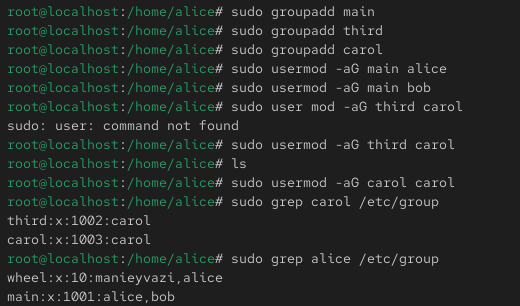 root@localhost:/home/alice# sudo groupadd main
root@localhost:/home/alice# sudo groupadd third
root@localhost:/home/alice# sudo groupadd carol
root@localhost:/home/alice# sudo usermod -aG main alice
root@localhost:/home/alice# sudo usermod -aG main bob
root@localhost:/home/alice# sudo user mod -aG third carol
sudo: user: command not found
root@localhost:/home/alice# sudo usermod -aG third carol
root@localhost:/home/alice# ls
root@localhost:/home/alice# sudo usermod -aG carol carol
root@localhost:/home/alice# sudo grep carol /etc/group
third:x:1002:carol
carol:x:1003:carol
root@localhost:/home/alice# sudo grep alice /etc/group
wheel:x:10:manieyvazi,alice
main:x:1001:alice,bob